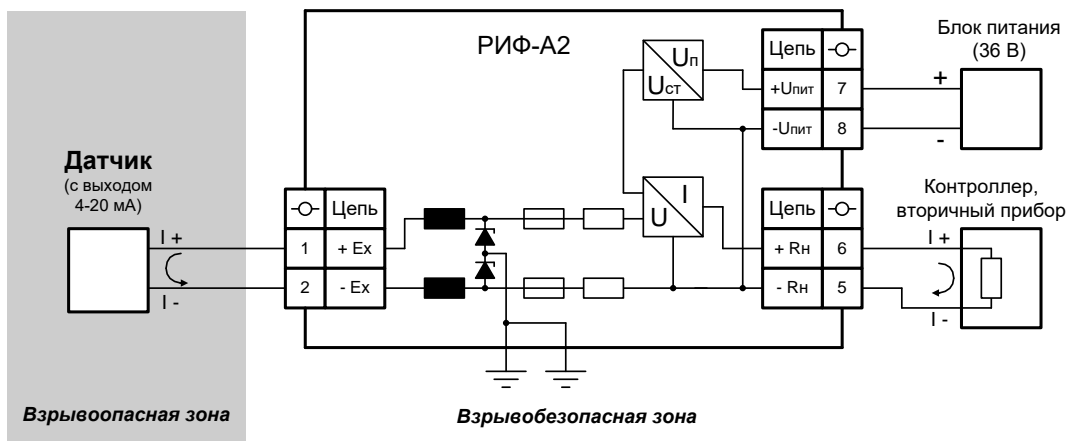 РИФ-А2
Блок питания
(36 В)
Uп
Uст
Цепь
+Uпит 7
-Uпит 8
+
-
Датчик
(с выходом
4-20 мА)
I +
I -
Цепь
1 + Ex
2 - Ex
I
U
Цепь
+ Rн 6
- Rн 5
Контроллер,
вторичный прибор
I +
I -
Взрывоопасная зона
Взрывобезопасная зона